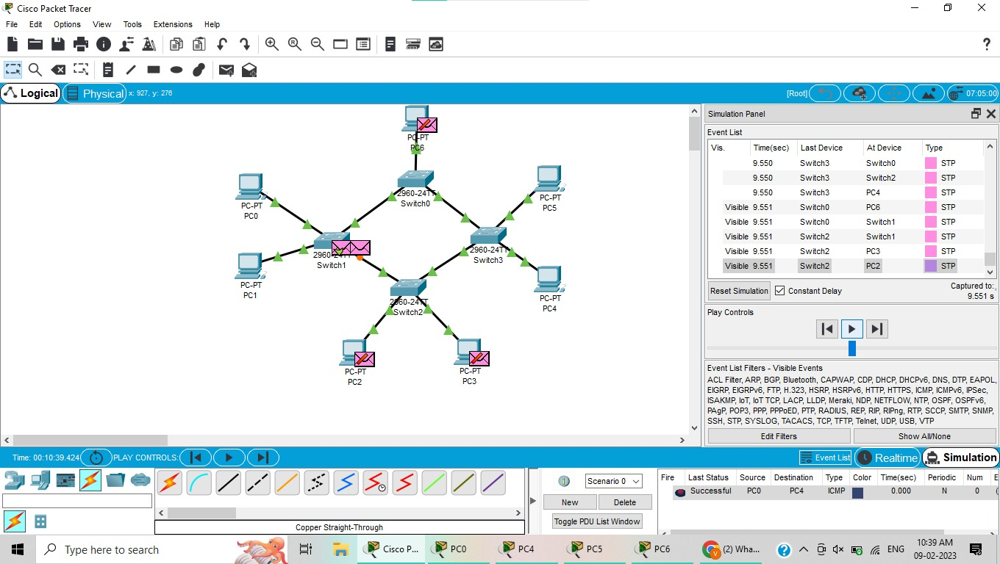 Cisco Packet Tracer
File Edit Options View Tools Extensions Help
Logical Physical x: 927, y: 276 [Root] 07:05:00
PC-PT
PC6
2960-24TT
Switch0
PC-PT
PC0
PC-PT
PC5
2960-24TT
Switch1
2960-24TT
Switch3
PC-PT
PC1
PC-PT
PC4
2960-24TT
Switch2
PC-PT
PC2
PC-PT
PC3
Simulation Panel
Event List
Vis. Time(sec) Last Device At Device Type
9.550 Switch3 Switch0 STP
9.550 Switch3 Switch2 STP
9.550 Switch3 PC4 STP
Visible 9.551 Switch0 PC6 STP
Visible 9.551 Switch0 Switch1 STP
Visible 9.551 Switch2 Switch1 STP
Visible 9.551 Switch2 PC3 STP
Visible 9.551 Switch2 PC2 STP
Reset Simulation Constant Delay Captured to:
9.551 s
Play Controls
Event List Filters - Visible Events
ACL Filter, ARP, BGP, Bluetooth, CAPWAP, CDP, DHCP, DHCPv6, DNS, DTP, EAPOL,
EIGRP, EIGRPv6, FTP, H.323, HSRP, HSRPv6, HTTP, HTTPS, ICMP, ICMPv6, IPSec,
ISAKMP, IoT, IoT TCP, LACP, LLDP, Meraki, NDP, NETFLOW, NTP, OSPF, OSPFv6,
PAgP, POP3, PPP, PPPoED, PTP, RADIUS, REP, RIP, RIPng, RTP, SCCP, SMTP, SNMP,
SSH, STP, SYSLOG, TACACS, TCP, TFTP, Telnet, UDP, USB, VTP
Edit Filters Show All/None
Time: 00:10:39.424 PLAY CONTROLS: Event List Realtime Simulation
Scenario 0
New Delete
Toggle PDU List Window
Copper Straight-Through
Fire Last Status Source Destination Type Color Time(sec) Periodic Num E
Successful PC0 PC4 ICMP 0.000 N 0 (
Type here to search Cisco P... PC0 PC4 PC5 PC6 (2) Wha... ENG 10:39 AM
09-02-2023